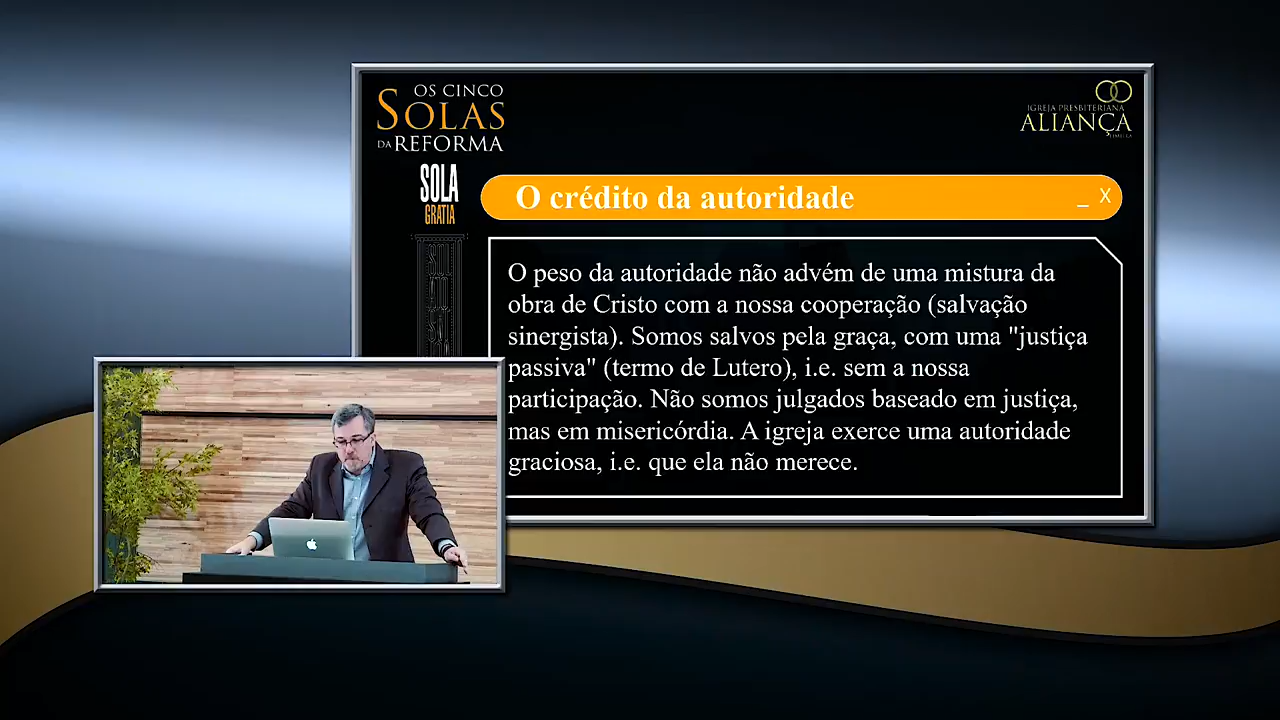 OS CINCO
SOLAS
DA REFORMA
IGREJA PRESBITERIANA
ALIANÇA
SOLA
GRATIA
O crédito da autoridade
_ X
O peso da autoridade não advém de uma mistura da
obra de Cristo com a nossa cooperação (salvação
sinergista). Somos salvos pela graça, com uma "justiça
passiva" (termo de Lutero), i.e. sem a nossa
participação. Não somos julgados baseado em justiça,
mas em misericórdia. A igreja exerce uma autoridade
graciosa, i.e. que ela não merece.